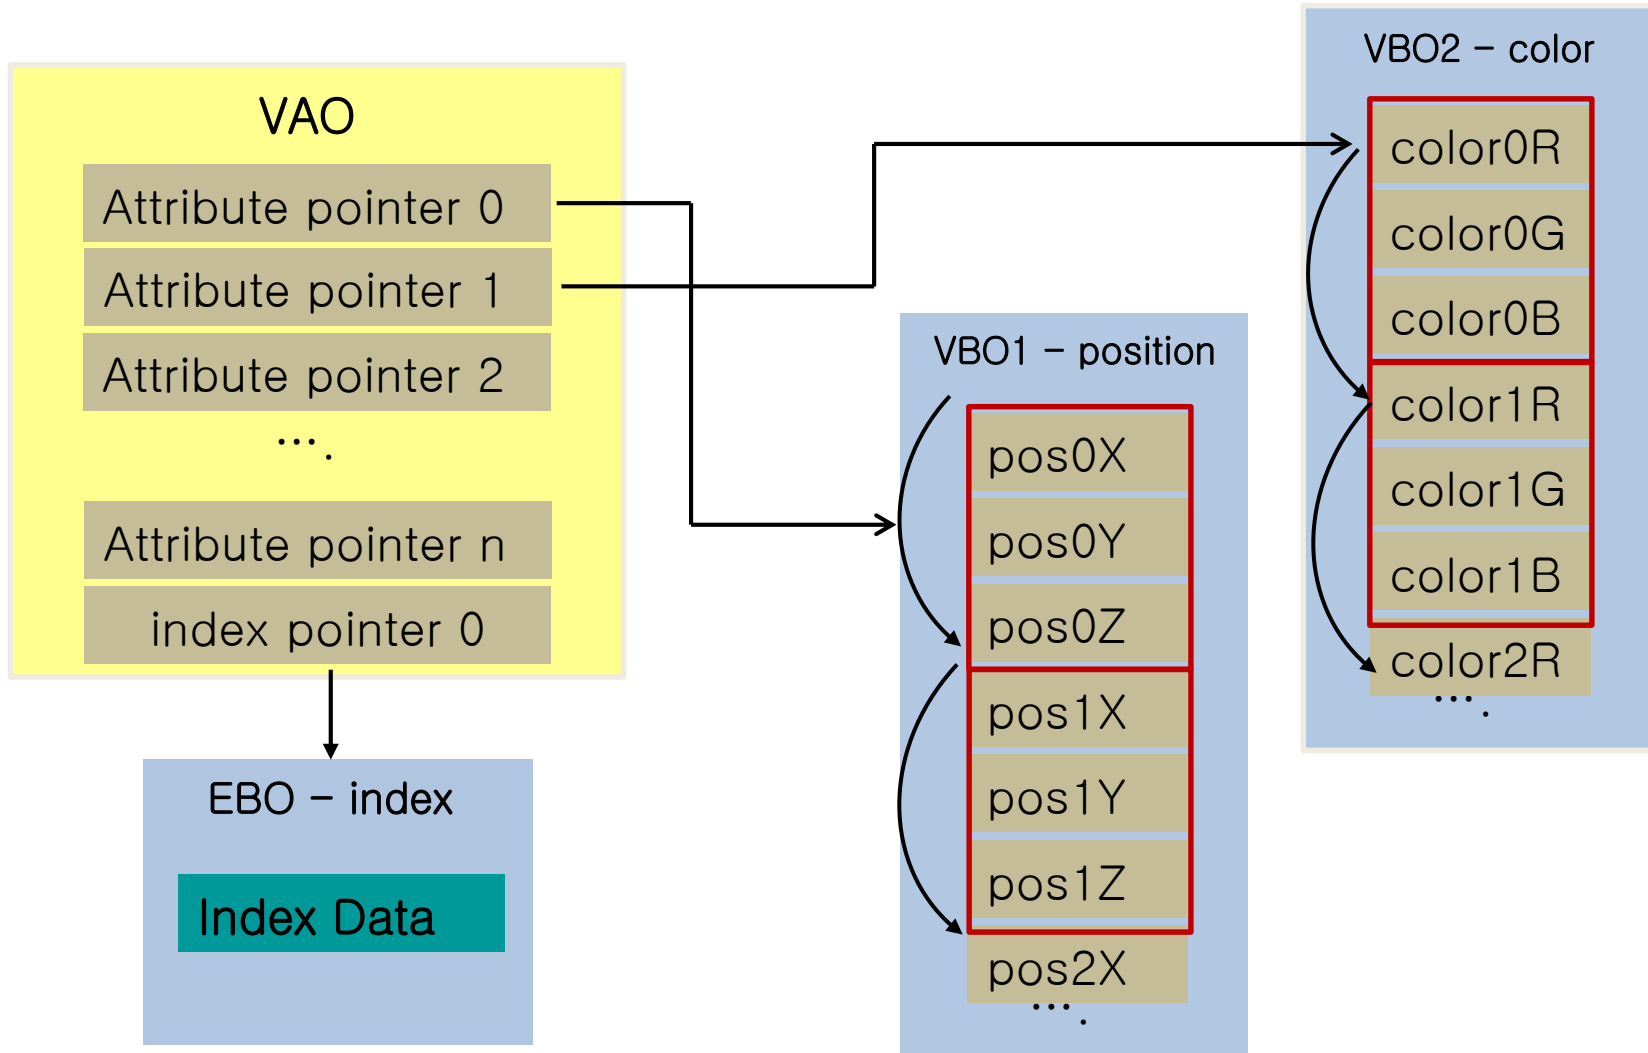 VAO
Attribute pointer 0
Attribute pointer 1
Attribute pointer 2
….
Attribute pointer n
index pointer 0
EBO – index
Index Data
VBO1 – position
pos0X
pos0Y
pos0Z
pos1X
pos1Y
pos1Z
pos2X
….
VBO2 – color
color0R
color0G
color0B
color1R
color1G
color1B
color2R
….